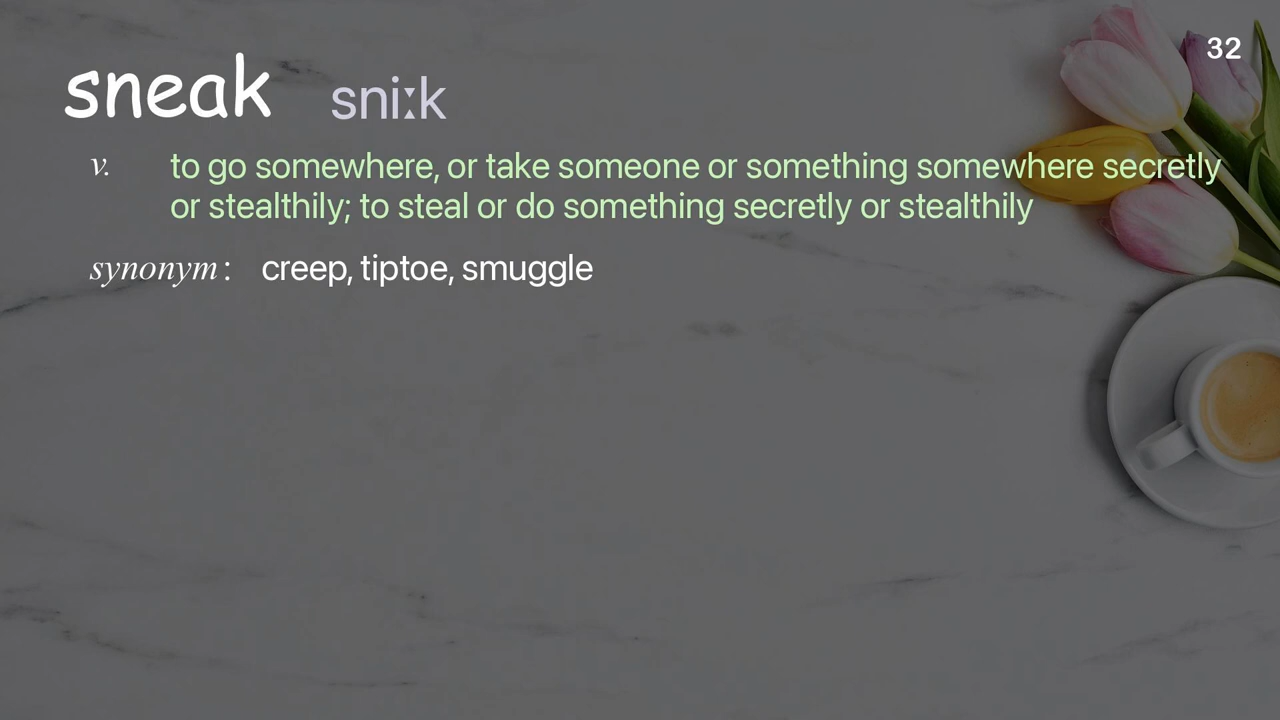 32
sneak sniːk
v. to go somewhere, or take someone or something somewhere secretly
or stealthily; to steal or do something secretly or stealthily
synonym : creep, tiptoe, smuggle